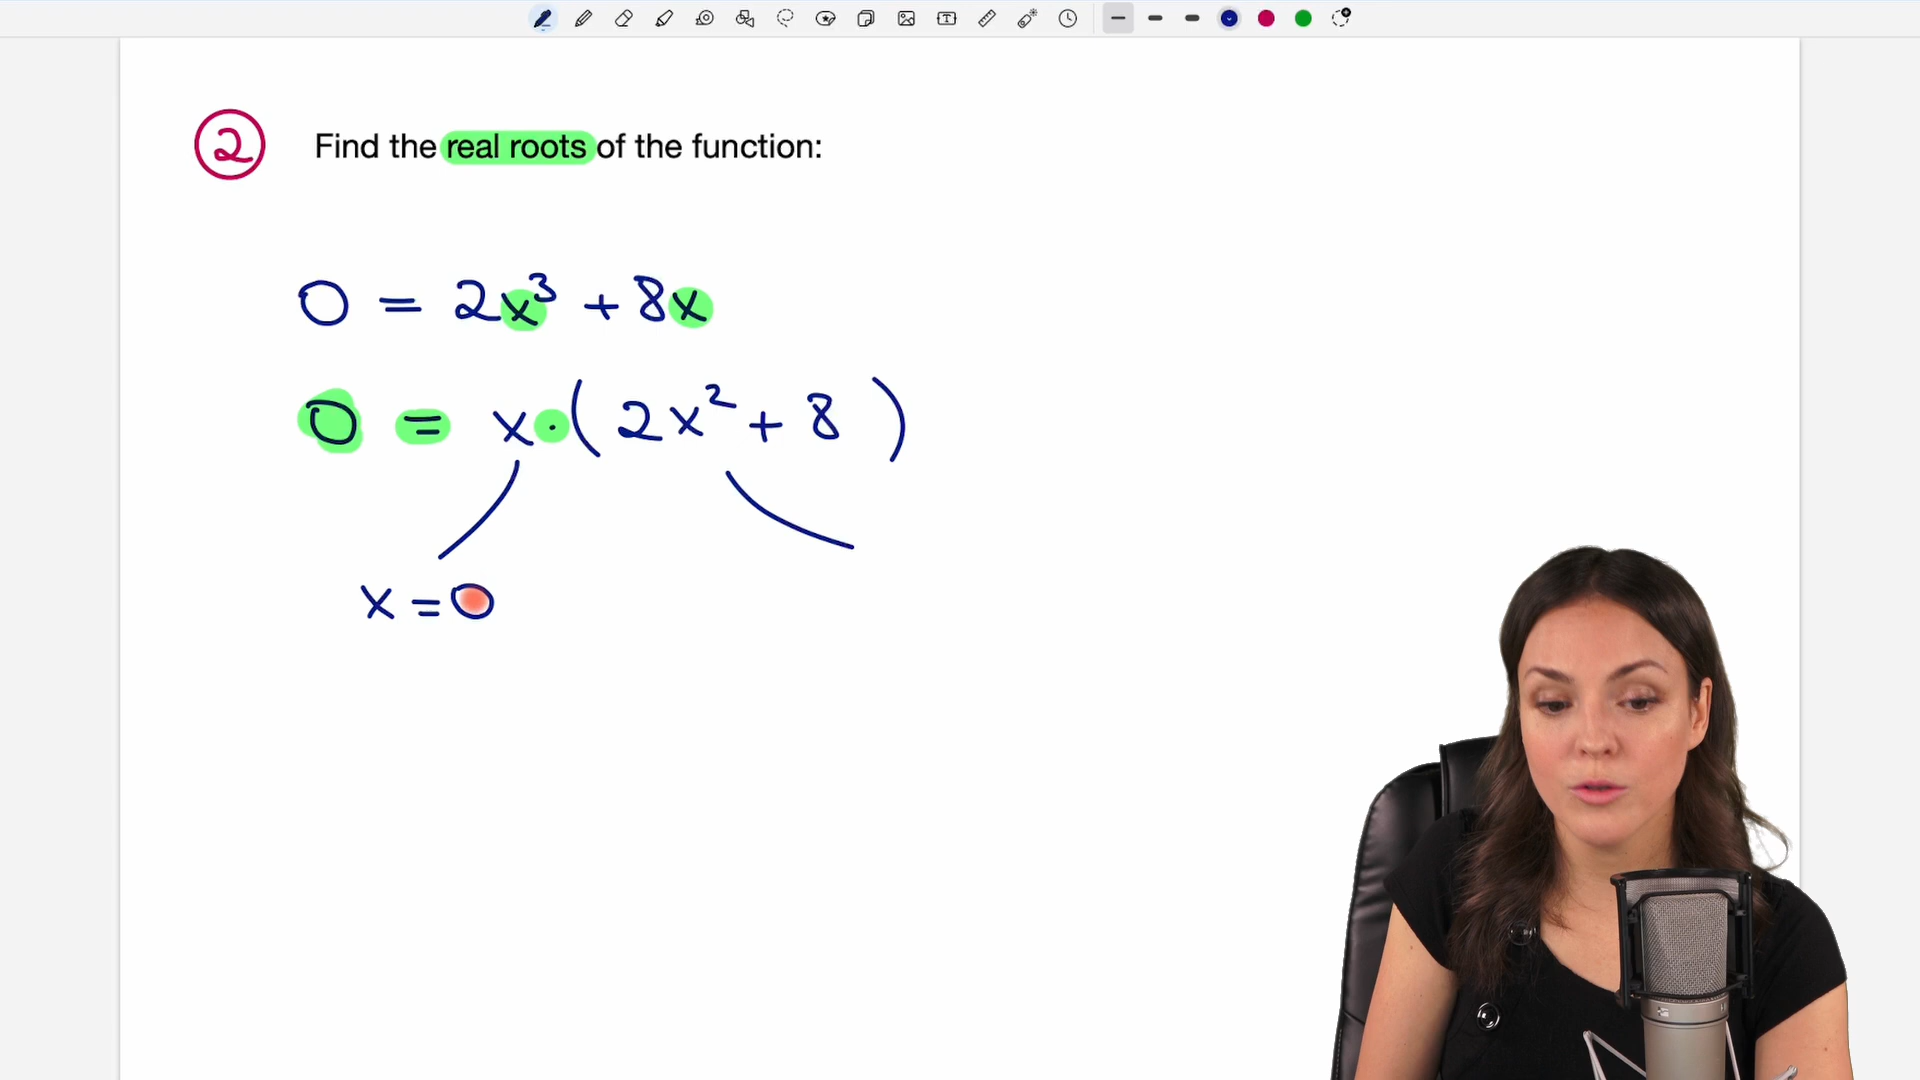 2 Find the real roots of the function:
0 = 2x³ + 8x
0 = x · ( 2x² + 8 )
x = 0